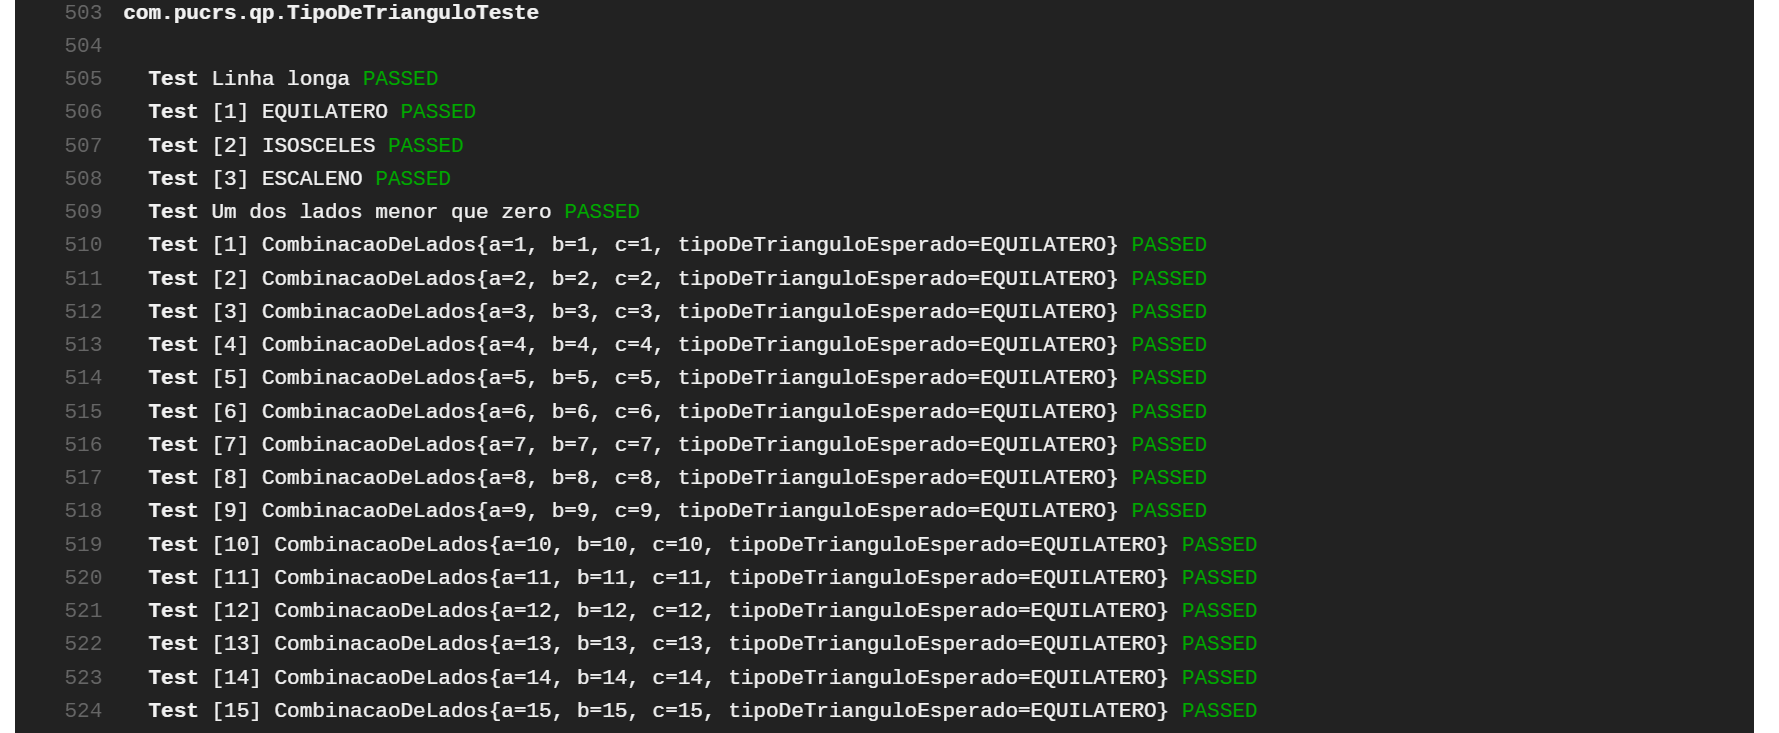 503 com.pucrs.qp.TipoDeTrianguloTeste
504
505 Test Linha longa PASSED
506 Test [1] EQUILATERO PASSED
507 Test [2] ISOSCELES PASSED
508 Test [3] ESCALENO PASSED
509 Test Um dos lados menor que zero PASSED
510 Test [1] CombinacaoDeLados{a=1, b=1, c=1, tipoDeTrianguloEsperado=EQUILATERO} PASSED
511 Test [2] CombinacaoDeLados{a=2, b=2, c=2, tipoDeTrianguloEsperado=EQUILATERO} PASSED
512 Test [3] CombinacaoDeLados{a=3, b=3, c=3, tipoDeTrianguloEsperado=EQUILATERO} PASSED
513 Test [4] CombinacaoDeLados{a=4, b=4, c=4, tipoDeTrianguloEsperado=EQUILATERO} PASSED
514 Test [5] CombinacaoDeLados{a=5, b=5, c=5, tipoDeTrianguloEsperado=EQUILATERO} PASSED
515 Test [6] CombinacaoDeLados{a=6, b=6, c=6, tipoDeTrianguloEsperado=EQUILATERO} PASSED
516 Test [7] CombinacaoDeLados{a=7, b=7, c=7, tipoDeTrianguloEsperado=EQUILATERO} PASSED
517 Test [8] CombinacaoDeLados{a=8, b=8, c=8, tipoDeTrianguloEsperado=EQUILATERO} PASSED
518 Test [9] CombinacaoDeLados{a=9, b=9, c=9, tipoDeTrianguloEsperado=EQUILATERO} PASSED
519 Test [10] CombinacaoDeLados{a=10, b=10, c=10, tipoDeTrianguloEsperado=EQUILATERO} PASSED
520 Test [11] CombinacaoDeLados{a=11, b=11, c=11, tipoDeTrianguloEsperado=EQUILATERO} PASSED
521 Test [12] CombinacaoDeLados{a=12, b=12, c=12, tipoDeTrianguloEsperado=EQUILATERO} PASSED
522 Test [13] CombinacaoDeLados{a=13, b=13, c=13, tipoDeTrianguloEsperado=EQUILATERO} PASSED
523 Test [14] CombinacaoDeLados{a=14, b=14, c=14, tipoDeTrianguloEsperado=EQUILATERO} PASSED
524 Test [15] CombinacaoDeLados{a=15, b=15, c=15, tipoDeTrianguloEsperado=EQUILATERO} PASSED